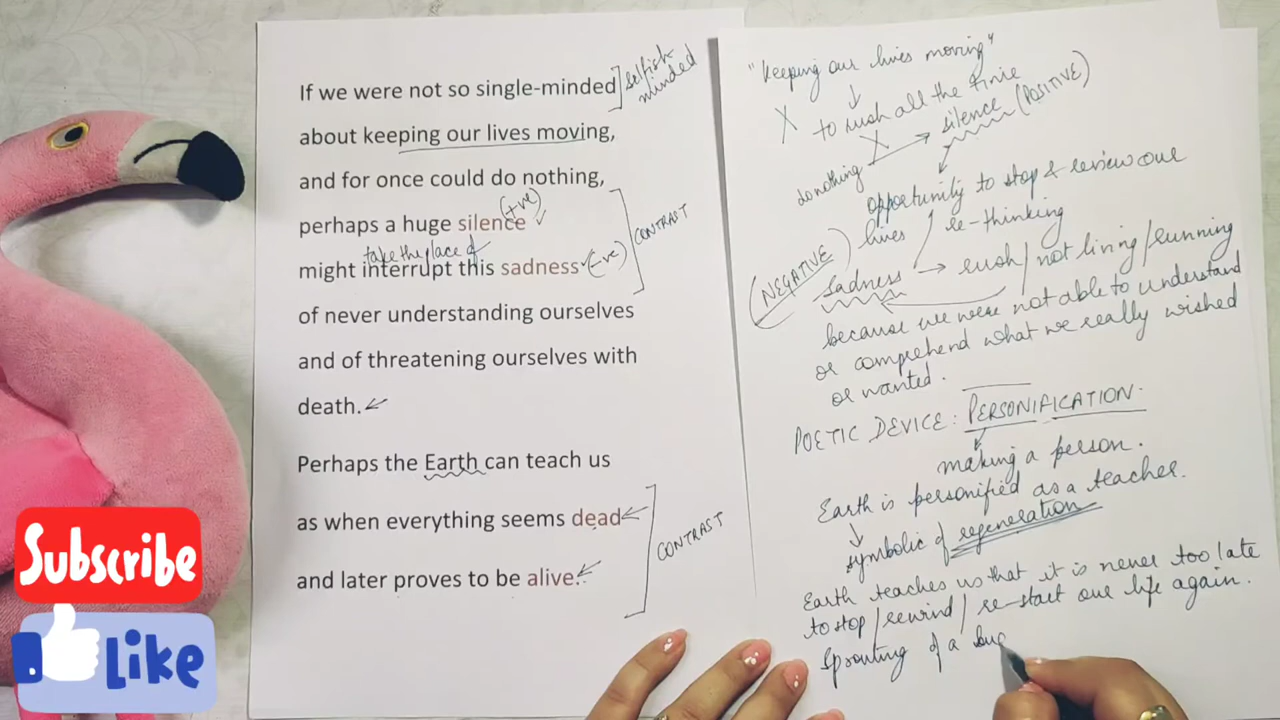 If we were not so single-minded
selfish-
minded
about keeping our lives moving,
and for once could do nothing,
(+ve)
perhaps a huge silence
take the place of
might interrupt this sadness (-ve)
CONTRAST
of never understanding ourselves
and of threatening ourselves with
death.
Perhaps the Earth can teach us
as when everything seems dead
CONTRAST
and later proves to be alive.
"keeping our lives moving"
X to rush all the time
X
do nothing silence (POSITIVE)
opportunity to stop & review our
lives re-thinking
(NEGATIVE)
Sadness → rush/not living/running
because we were not able to understand
or comprehend what we really wished
or wanted.
POETIC DEVICE: PERSONIFICATION.
making a person.
Earth is personified as a teacher.
symbolic of regeneration
Earth teaches us that it is never too late
to stop/rewind/re-start our life again.
Sprouting of a bu
Subscribe
Like